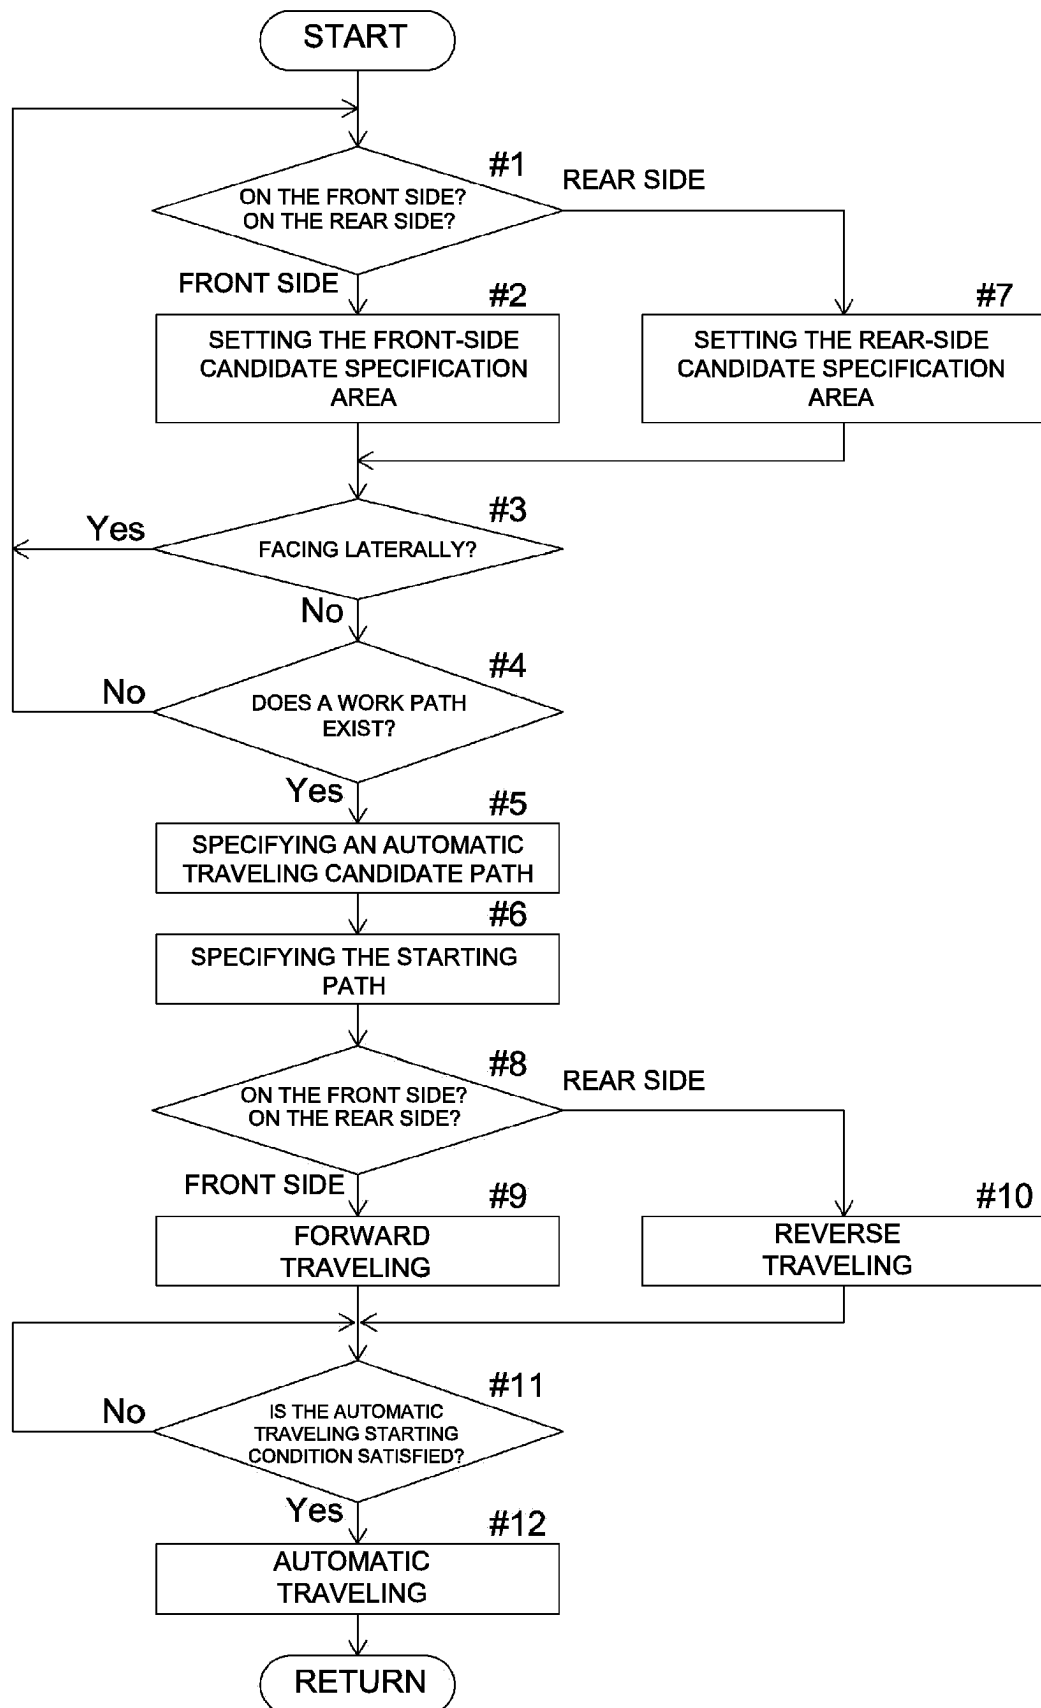 START
#1
ON THE FRONT SIDE?
ON THE REAR SIDE?
REAR SIDE
FRONT SIDE
#2
SETTING THE FRONT-SIDE
CANDIDATE SPECIFICATION
AREA
#7
SETTING THE REAR-SIDE
CANDIDATE SPECIFICATION
AREA
#3
Yes
FACING LATERALLY?
No
#4
No
DOES A WORK PATH
EXIST?
Yes
#5
SPECIFYING AN AUTOMATIC
TRAVELING CANDIDATE PATH
#6
SPECIFYING THE STARTING
PATH
#8
ON THE FRONT SIDE?
ON THE REAR SIDE?
REAR SIDE
FRONT SIDE
#9
FORWARD
TRAVELING
#10
REVERSE
TRAVELING
#11
No
IS THE AUTOMATIC
TRAVELING STARTING
CONDITION SATISFIED?
Yes
#12
AUTOMATIC
TRAVELING
RETURN